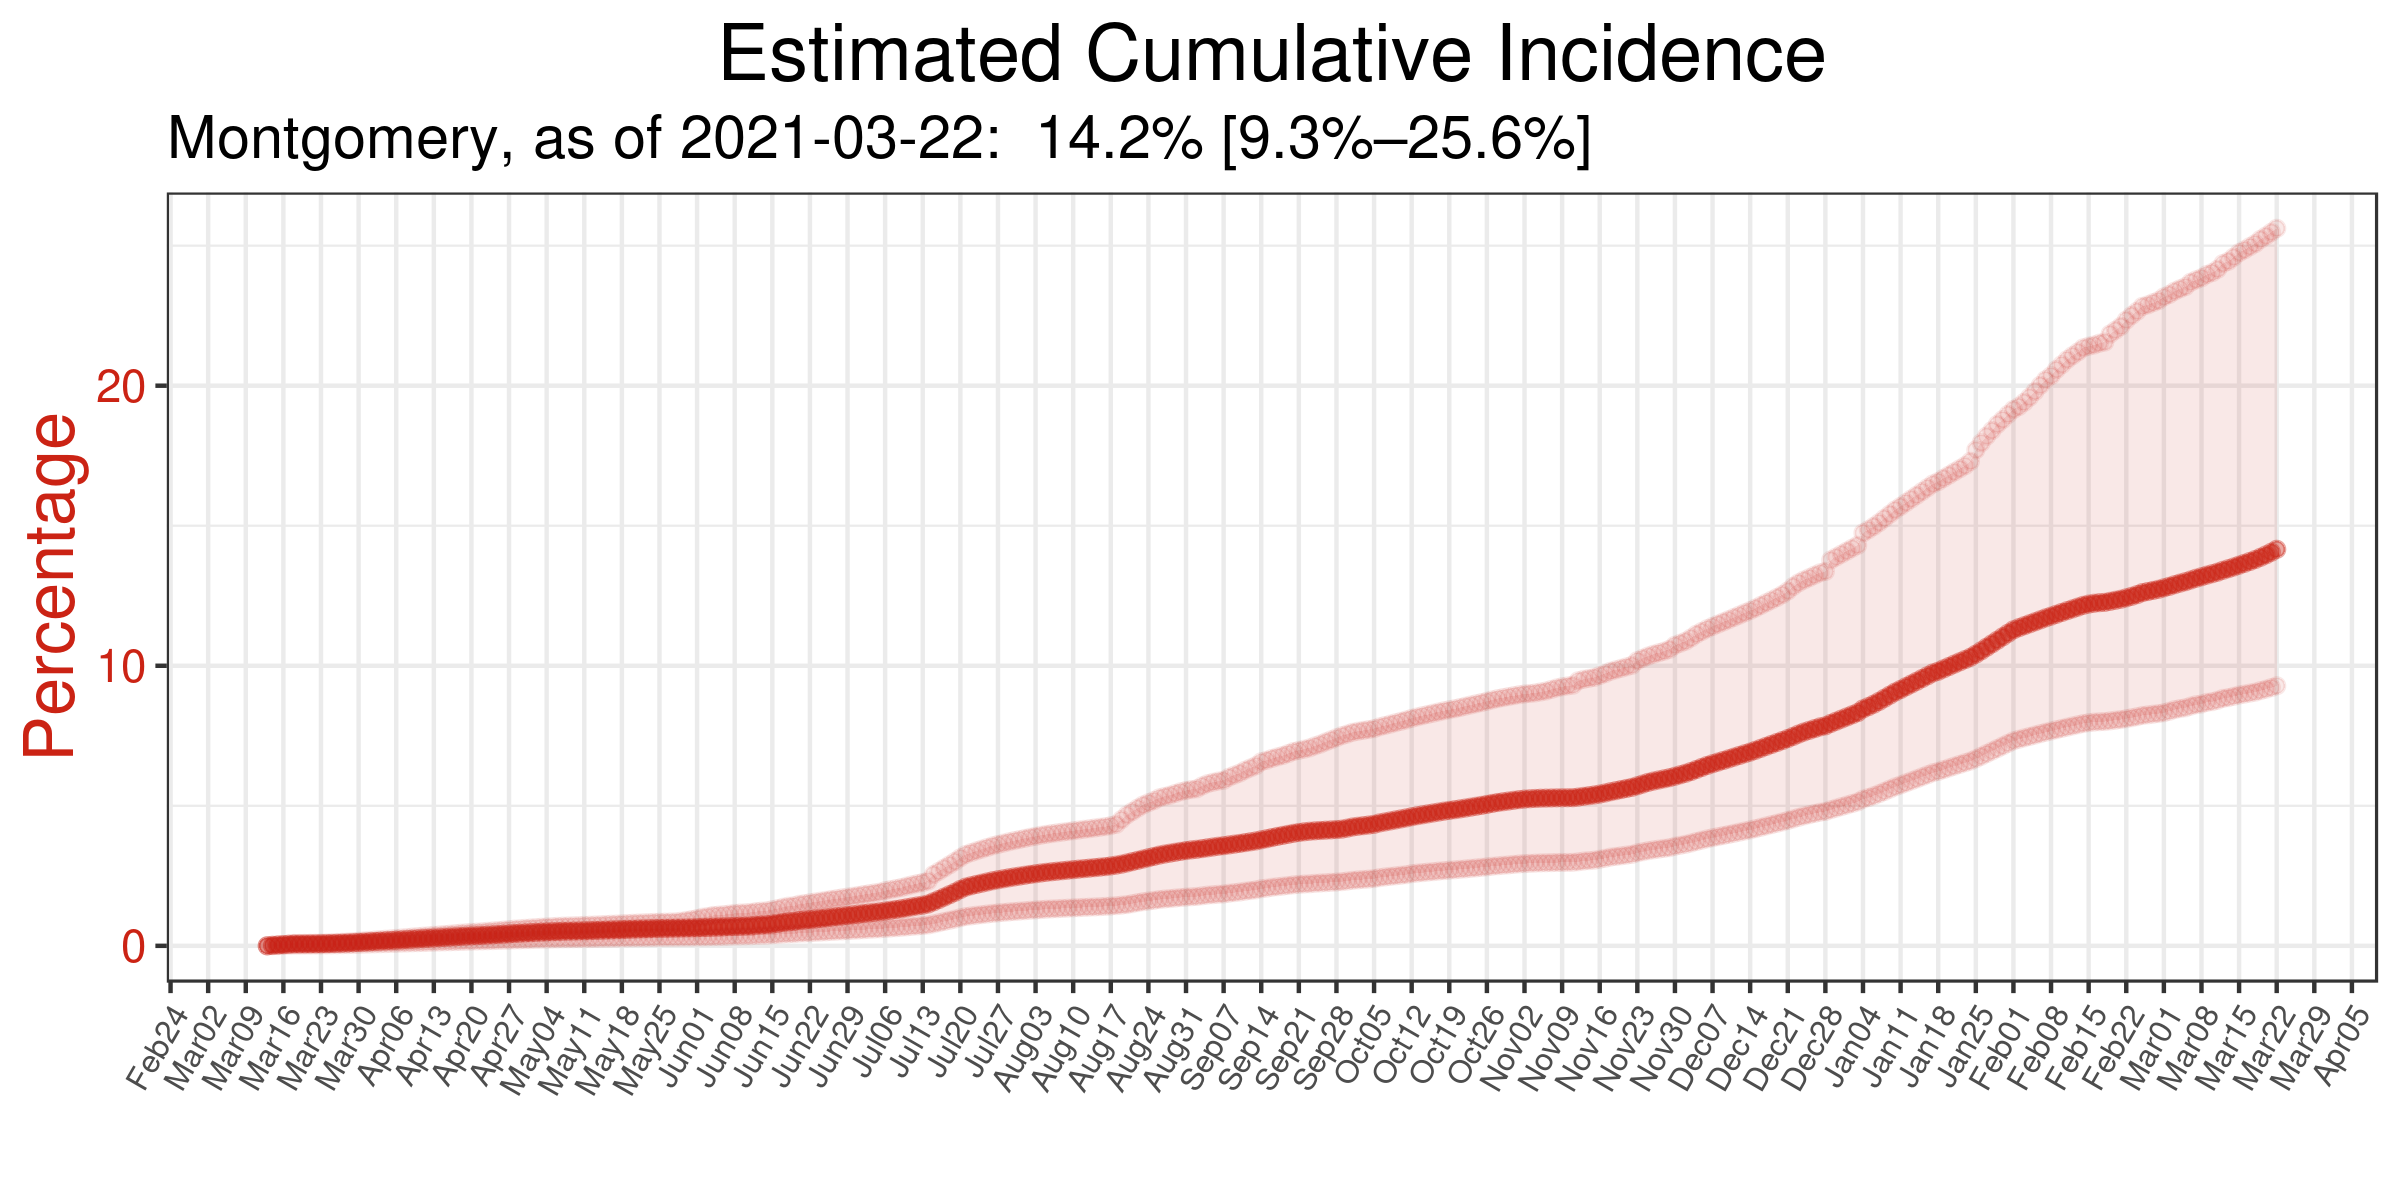 Estimated Cumulative Incidence
Montgomery, as of 2021-03-22:  14.2% [9.3%–25.6%]
Percentage
20
10
0
Feb24
Mar02
Mar09
Mar16
Mar23
Mar30
Apr06
Apr13
Apr20
Apr27
May04
May11
May18
May25
Jun01
Jun08
Jun15
Jun22
Jun29
Jul06
Jul13
Jul20
Jul27
Aug03
Aug10
Aug17
Aug24
Aug31
Sep07
Sep14
Sep21
Sep28
Oct05
Oct12
Oct19
Oct26
Nov02
Nov09
Nov16
Nov23
Nov30
Dec07
Dec14
Dec21
Dec28
Jan04
Jan11
Jan18
Jan25
Feb01
Feb08
Feb15
Feb22
Mar01
Mar08
Mar15
Mar22
Mar29
Apr05